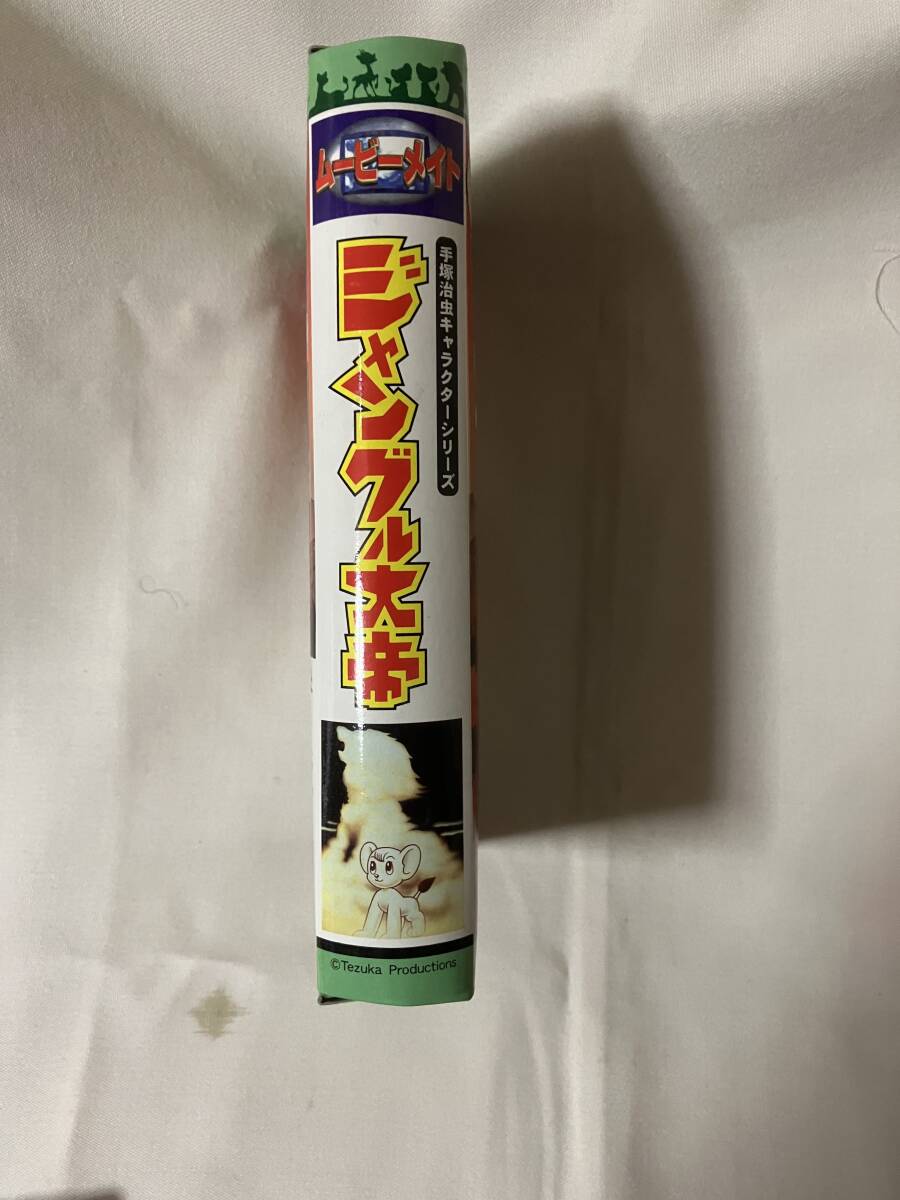 ムービーメイト
手塚治虫キャラクターシリーズ
ジャングル大帝
©Tezuka Productions